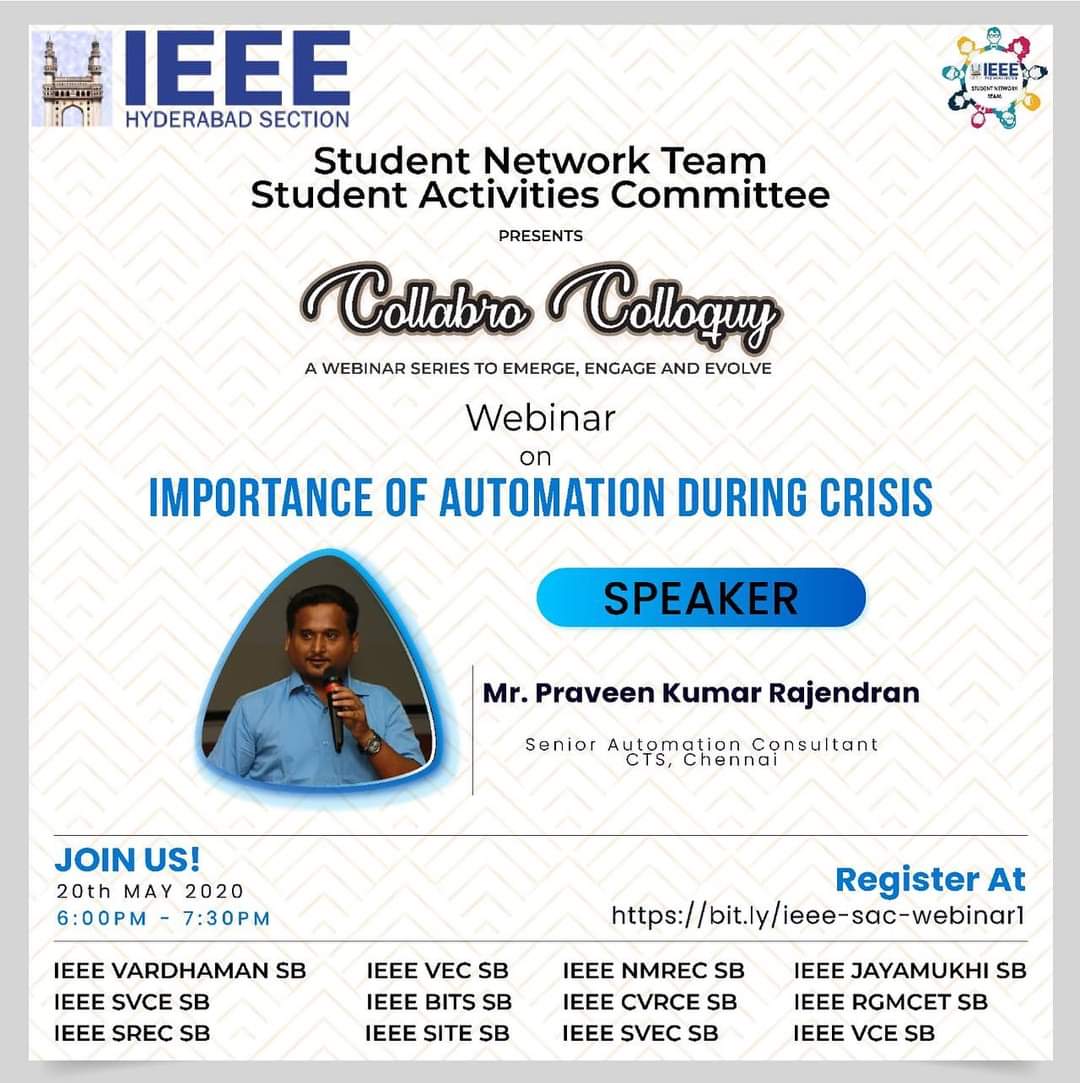 IEEE
HYDERABAD SECTION
IEEE
STUDENT NETWORK
TEAM
Student Network Team
Student Activities Committee
PRESENTS
Collabro Colloquy
A WEBINAR SERIES TO EMERGE, ENGAGE AND EVOLVE
Webinar
on
IMPORTANCE OF AUTOMATION DURING CRISIS
SPEAKER
Mr. Praveen Kumar Rajendran
Senior Automation Consultant
CTS, Chennai
JOIN US!
20th MAY 2020
6:00PM - 7:30PM
Register At
https://bit.ly/ieee-sac-webinar1
IEEE VARDHAMAN SB IEEE VEC SB IEEE NMREC SB IEEE JAYAMUKHI SB
IEEE SVCE SB IEEE BITS SB IEEE CVRCE SB IEEE RGMCET SB
IEEE SREC SB IEEE SITE SB IEEE SVEC SB IEEE VCE SB